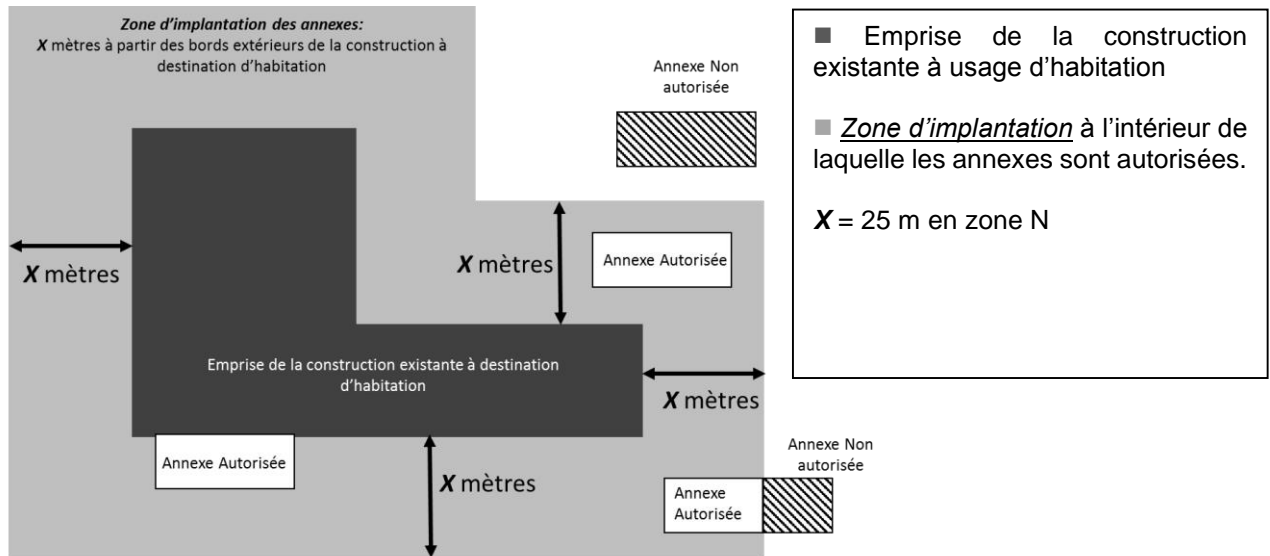 Zone d'implantation des annexes:
X mètres à partir des bords extérieurs de la construction à
destination d'habitation
Annexe Non
autorisée
X mètres
X mètres
Annexe Autorisée
Emprise de la construction existante à destination
d'habitation
X mètres
Annexe Autorisée
X mètres
Annexe Non
autorisée
Annexe
Autorisée
Emprise de la construction
existante à usage d'habitation
Zone d'implantation à l'intérieur de
laquelle les annexes sont autorisées.
X = 25 m en zone N